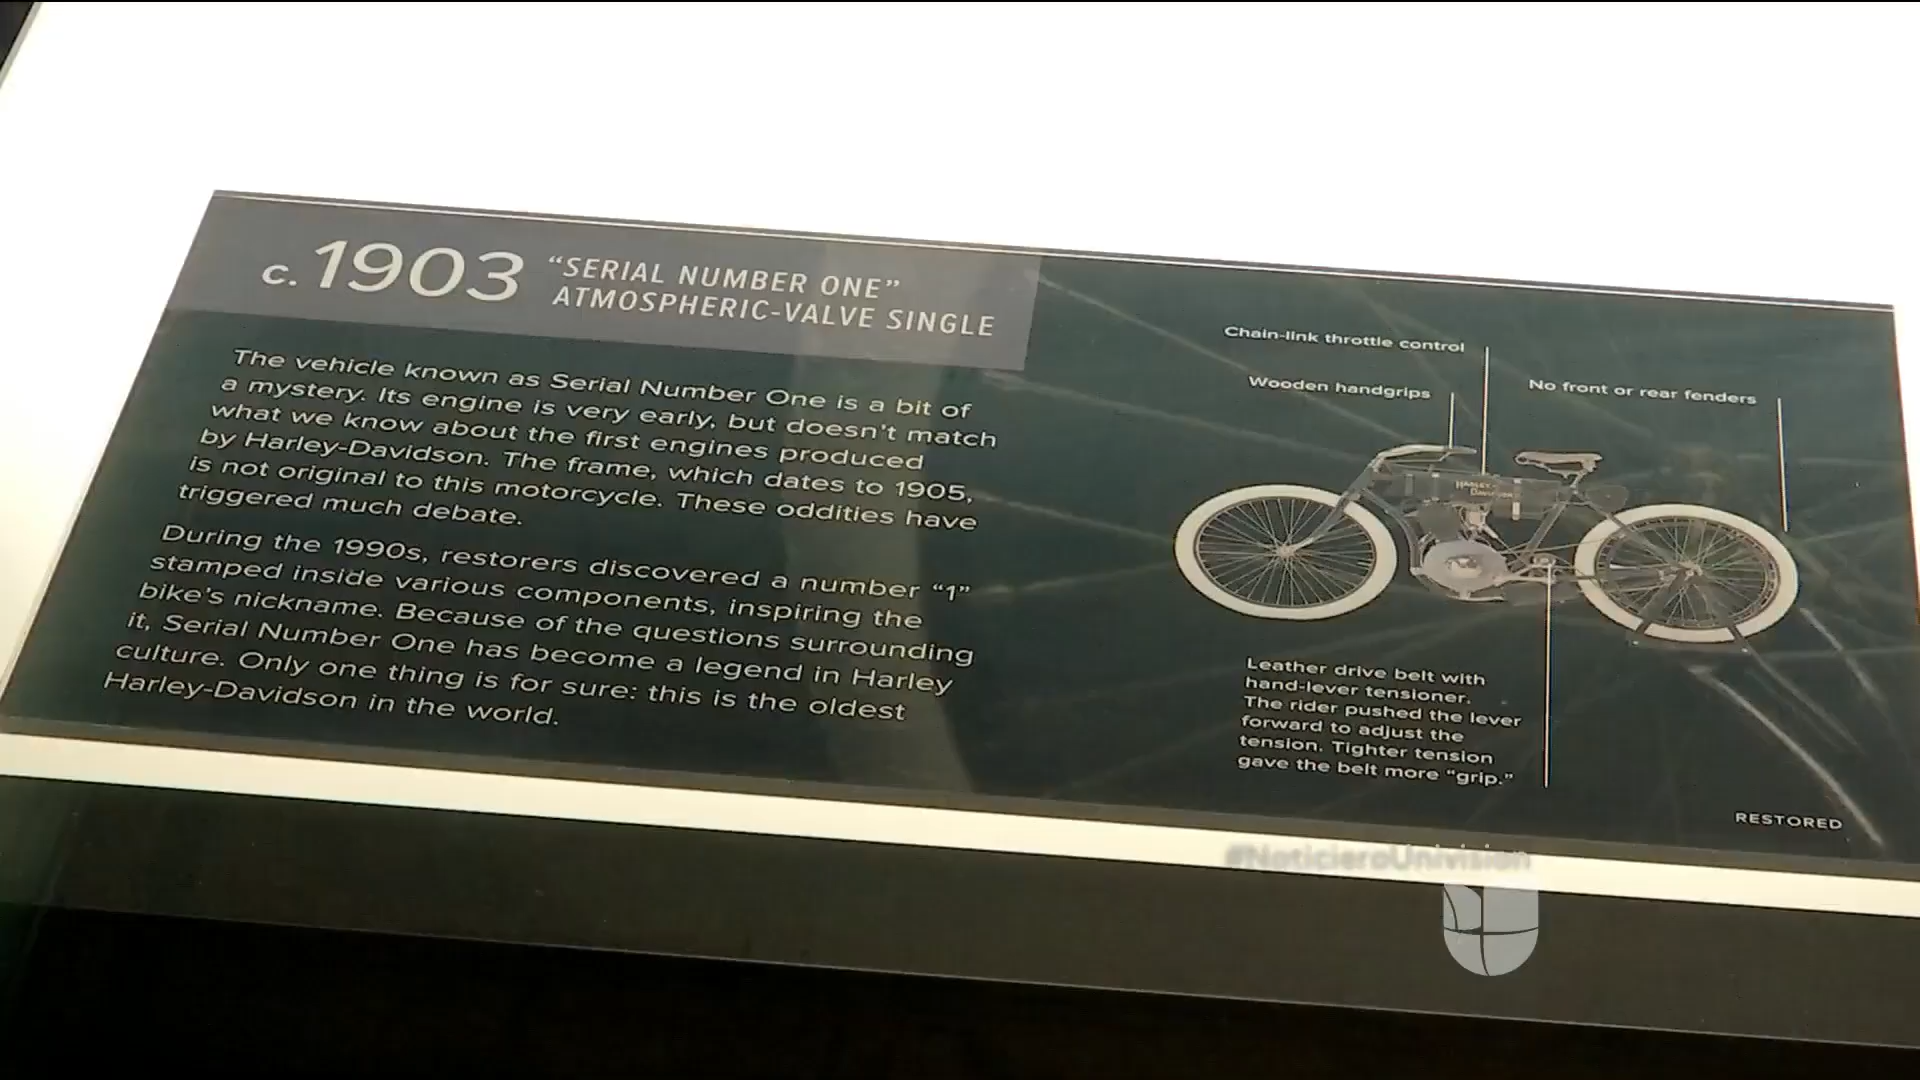 c. 1903 “SERIAL NUMBER ONE”
ATMOSPHERIC-VALVE SINGLE
The vehicle known as Serial Number One is a bit of
a mystery. Its engine is very early, but doesn’t match
what we know about the first engines produced
by Harley-Davidson. The frame, which dates to 1905,
is not original to this motorcycle. These oddities have
triggered much debate.
During the 1990s, restorers discovered a number “1”
stamped inside various components, inspiring the
bike’s nickname. Because of the questions surrounding
it, Serial Number One has become a legend in Harley
culture. Only one thing is for sure: this is the oldest
Harley-Davidson in the world.
Chain-link throttle control
Wooden handgrips
No front or rear fenders
HARLEY-
DAVIDSON
Leather drive belt with
hand-lever tensioner.
The rider pushed the lever
forward to adjust the
tension. Tighter tension
gave the belt more “grip.”
RESTORED
#NoticieroUnivision